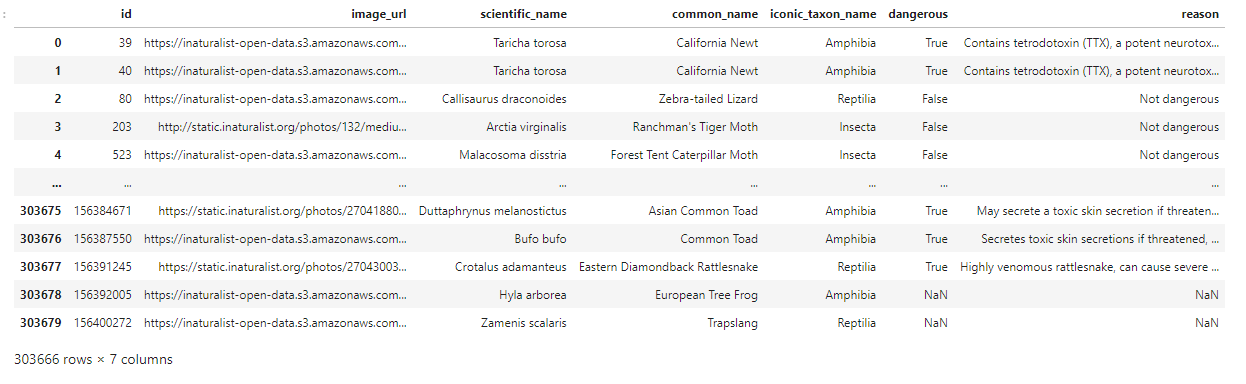 : id image_url scientific_name common_name iconic_taxon_name dangerous reason
0 39 https://inaturalist-open-data.s3.amazonaws.com... Taricha torosa California Newt Amphibia True Contains tetrodotoxin (TTX), a potent neurotox...
1 40 https://inaturalist-open-data.s3.amazonaws.com... Taricha torosa California Newt Amphibia True Contains tetrodotoxin (TTX), a potent neurotox...
2 80 https://inaturalist-open-data.s3.amazonaws.com... Callisaurus draconoides Zebra-tailed Lizard Reptilia False Not dangerous
3 203 http://static.inaturalist.org/photos/132/mediu... Arctia virginalis Ranchman's Tiger Moth Insecta False Not dangerous
4 523 https://inaturalist-open-data.s3.amazonaws.com... Malacosoma disstria Forest Tent Caterpillar Moth Insecta False Not dangerous
... ... ... ... ... ... ... ...
303675 156384671 https://static.inaturalist.org/photos/27041880... Duttaphrynus melanostictus Asian Common Toad Amphibia True May secrete a toxic skin secretion if threaten...
303676 156387550 https://inaturalist-open-data.s3.amazonaws.com... Bufo bufo Common Toad Amphibia True Secretes toxic skin secretions if threatened, ...
303677 156391245 https://static.inaturalist.org/photos/27043003... Crotalus adamanteus Eastern Diamondback Rattlesnake Reptilia True Highly venomous rattlesnake, can cause severe ...
303678 156392005 https://inaturalist-open-data.s3.amazonaws.com... Hyla arborea European Tree Frog Amphibia NaN NaN
303679 156400272 https://inaturalist-open-data.s3.amazonaws.com... Zamenis scalaris Trapslang Reptilia NaN NaN
303666 rows × 7 columns